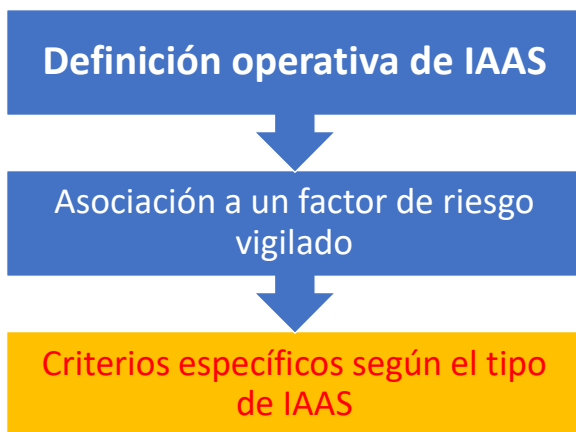 Definición operativa de IAAS
Asociación a un factor de riesgo
vigilado
Criterios específicos según el tipo
de IAAS